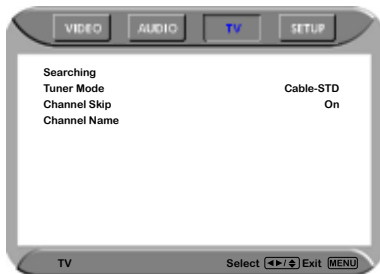 VIDEO AUDIO TV SETUP
Searching
Tuner Mode Cable-STD
Channel Skip On
Channel Name
TV Select ◄►/⬍ Exit MENU